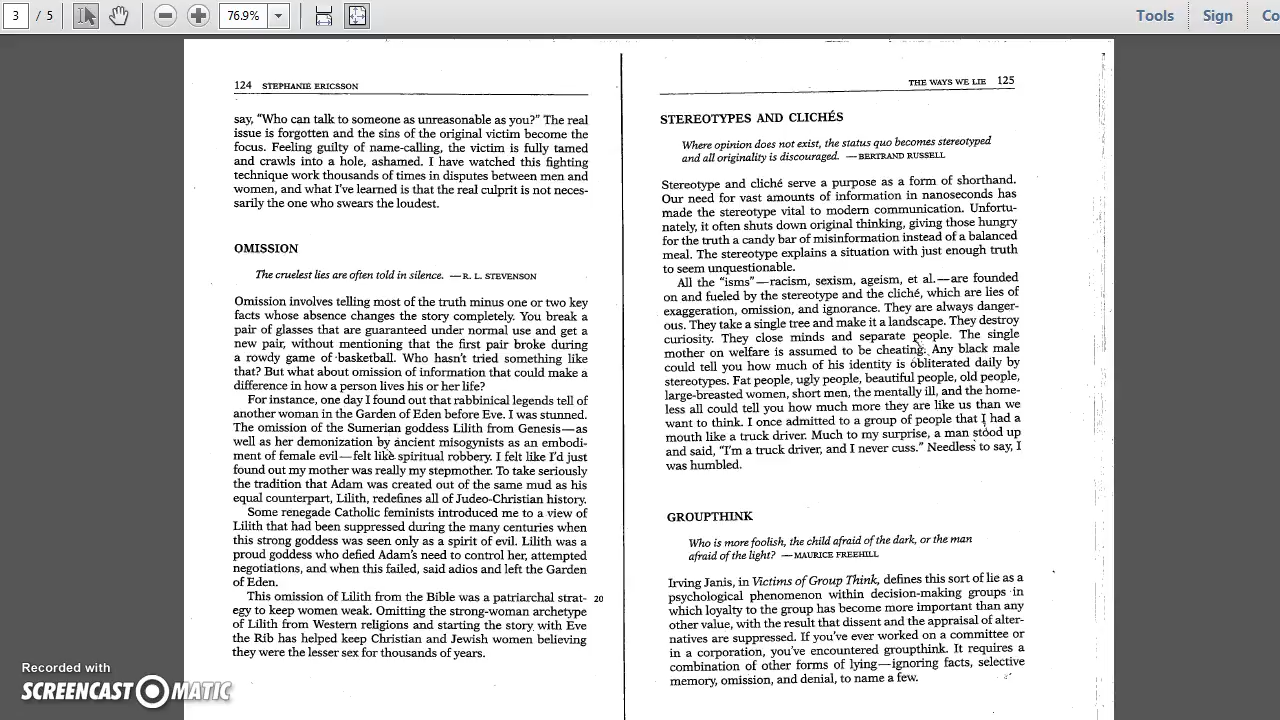 3 / 5
76.9%
Tools
Sign
Co
124 STEPHANIE ERICSSON
say, "Who can talk to someone as unreasonable as you?" The real
issue is forgotten and the sins of the original victim become the
focus. Feeling guilty of name-calling, the victim is fully tamed
and crawls into a hole, ashamed. I have watched this fighting
technique work thousands of times in disputes between men and
women, and what I've learned is that the real culprit is not neces-
sarily the one who swears the loudest.
OMISSION
The cruelest lies are often told in silence. —R. L. STEVENSON
Omission involves telling most of the truth minus one or two key
facts whose absence changes the story completely. You break a
pair of glasses that are guaranteed under normal use and get a
new pair, without mentioning that the first pair broke during
a rowdy game of basketball. Who hasn't tried something like
that? But what about omission of information that could make a
difference in how a person lives his or her life?
For instance, one day I found out that rabbinical legends tell of
another woman in the Garden of Eden before Eve. I was stunned.
The omission of the Sumerian goddess Lilith from Genesis—as
well as her demonization by ancient misogynists as an embodi-
ment of female evil—felt like spiritual robbery. I felt like I'd just
found out my mother was really my stepmother. To take seriously
the tradition that Adam was created out of the same mud as his
equal counterpart, Lilith, redefines all of Judeo-Christian history.
Some renegade Catholic feminists introduced me to a view of
Lilith that had been suppressed during the many centuries when
this strong goddess was seen only as a spirit of evil. Lilith was a
proud goddess who defied Adam's need to control her, attempted
negotiations, and when this failed, said adios and left the Garden
of Eden.
This omission of Lilith from the Bible was a patriarchal strat- 20
egy to keep women weak. Omitting the strong-woman archetype
of Lilith from Western religions and starting the story with Eve
the Rib has helped keep Christian and Jewish women believing
they were the lesser sex for thousands of years.
THE WAYS WE LIE 125
STEREOTYPES AND CLICHÉS
Where opinion does not exist, the status quo becomes stereotyped
and all originality is discouraged. —BERTRAND RUSSELL
Stereotype and cliché serve a purpose as a form of shorthand.
Our need for vast amounts of information in nanoseconds has
made the stereotype vital to modern communication. Unfortu-
nately, it often shuts down original thinking, giving those hungry
for the truth a candy bar of misinformation instead of a balanced
meal. The stereotype explains a situation with just enough truth
to seem unquestionable.
All the "isms"—racism, sexism, ageism, et al.—are founded
on and fueled by the stereotype and the cliché, which are lies of
exaggeration, omission, and ignorance. They are always danger-
ous. They take a single tree and make it a landscape. They destroy
curiosity. They close minds and separate people. The single
mother on welfare is assumed to be cheating. Any black male
could tell you how much of his identity is obliterated daily by
stereotypes. Fat people, ugly people, beautiful people, old people,
large-breasted women, short men, the mentally ill, and the home-
less all could tell you how much more they are like us than we
want to think. I once admitted to a group of people that I had a
mouth like a truck driver. Much to my surprise, a man stood up
and said, "I'm a truck driver, and I never cuss." Needless to say, I
was humbled.
GROUPTHINK
Who is more foolish, the child afraid of the dark, or the man
afraid of the light? —MAURICE FREEHILL
Irving Janis, in Victims of Group Think, defines this sort of lie as a
psychological phenomenon within decision-making groups in
which loyalty to the group has become more important than any
other value, with the result that dissent and the appraisal of alter-
natives are suppressed. If you've ever worked on a committee or
in a corporation, you've encountered groupthink. It requires a
combination of other forms of lying—ignoring facts, selective
memory, omission, and denial, to name a few.
Recorded with
SCREENCAST MATIC